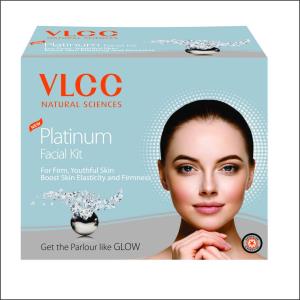 VLCC
NATURAL SCIENCES
NEW
Platinum
Facial Kit
For Firm, Youthful Skin
Boost Skin Elasticity and Firmness
Get the Parlour like GLOW